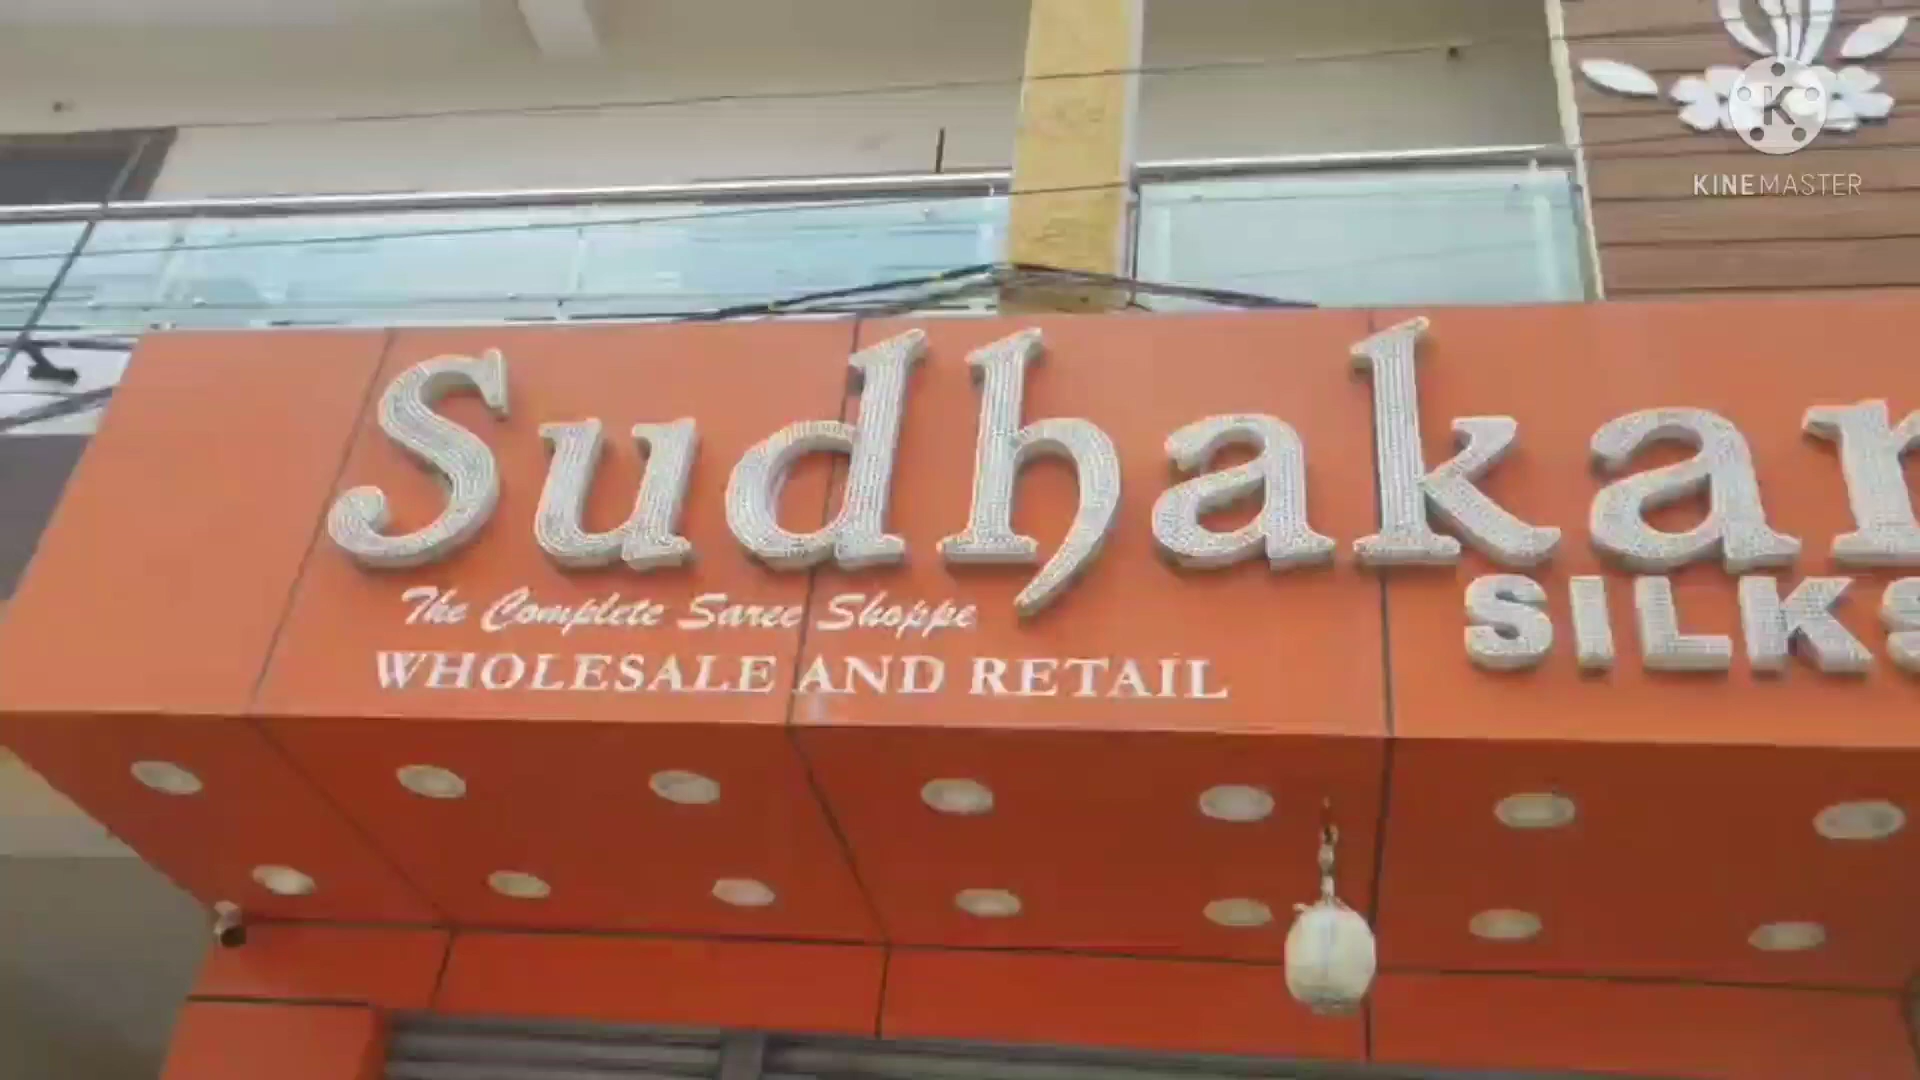 K
KINEMASTER
Sudhakar
SILKS
The Complete Saree Shoppe
WHOLESALE AND RETAIL